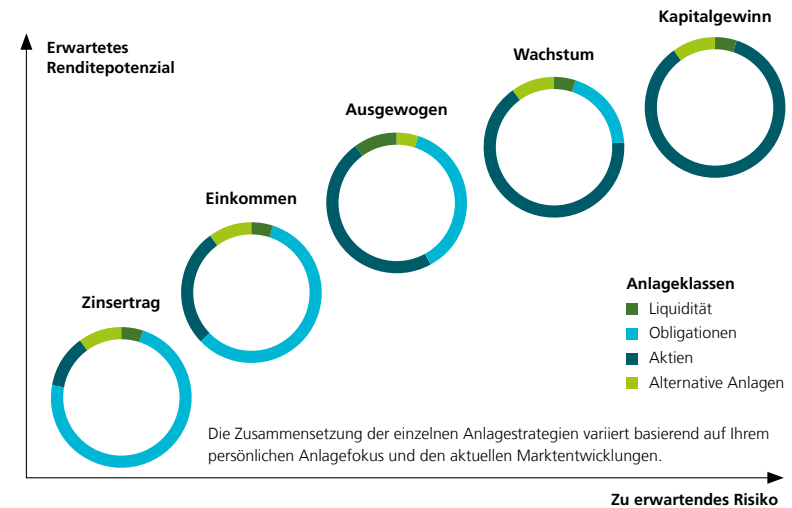 Kapitalgewinn
Erwartetes
Renditepotenzial
Wachstum
Ausgewogen
Einkommen
Zinsertrag
Anlageklassen
Liquidität
Obligationen
Aktien
Alternative Anlagen
Die Zusammensetzung der einzelnen Anlagestrategien variiert basierend auf Ihrem
persönlichen Anlagefokus und den aktuellen Marktentwicklungen.
Zu erwartendes Risiko